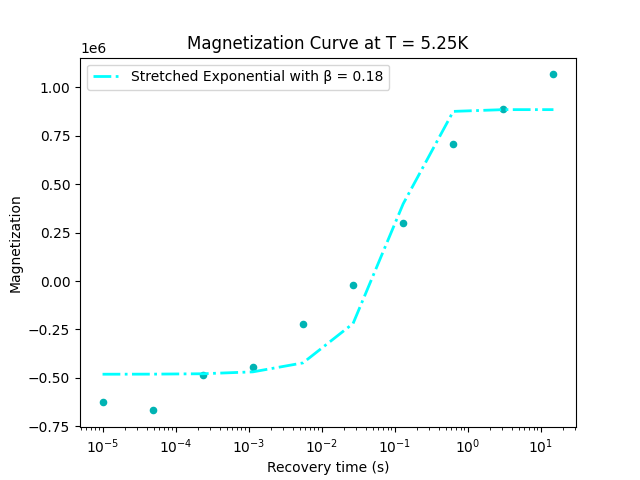 Magnetization Curve at T = 5.25K
1e6
Stretched Exponential with β = 0.18
1.00
0.75
0.50
0.25
0.00
−0.25
−0.50
−0.75
Magnetization
10⁻⁵ 10⁻⁴ 10⁻³ 10⁻² 10⁻¹ 10⁰ 10¹
Recovery time (s)